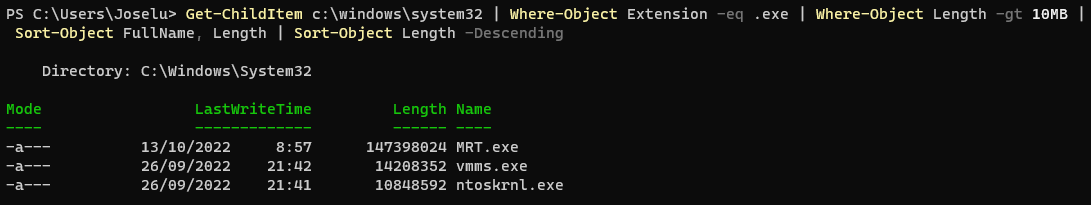 PS C:\Users\Joselu> Get-ChildItem c:\windows\system32 | Where-Object Extension -eq .exe | Where-Object Length -gt 10MB |
 Sort-Object FullName, Length | Sort-Object Length -Descending
    Directory: C:\Windows\System32
Mode                 LastWriteTime         Length Name
----                 -------------         ------ ----
-a---          13/10/2022     8:57      147398024 MRT.exe
-a---          26/09/2022    21:42       14208352 vmms.exe
-a---          26/09/2022    21:41       10848592 ntoskrnl.exe